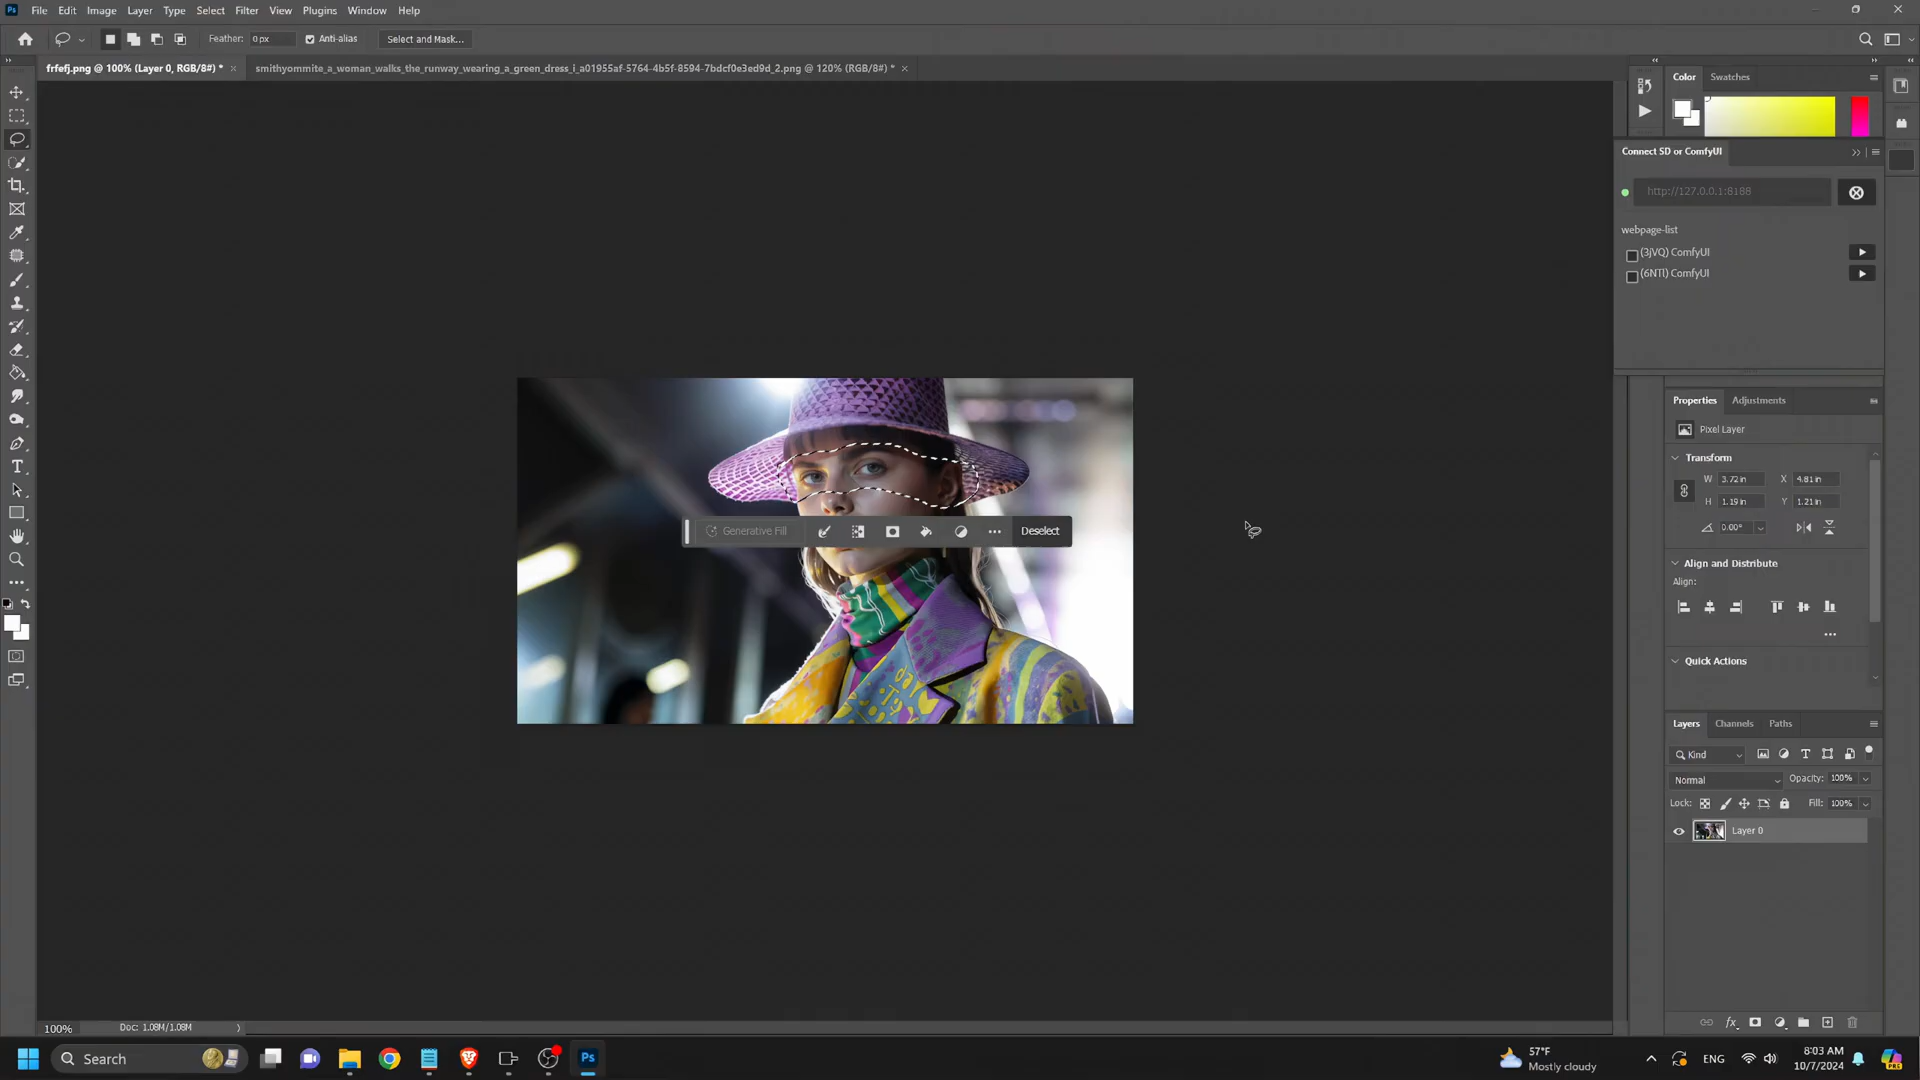 Ps File Edit Image Layer Type Select Filter View Plugins Window Help
Feather: 0 px Anti-alias Select and Mask...
frfefj.png @ 100% (Layer 0, RGB/8#) * smithyommite_a_woman_walks_the_runway_wearing_a_green_dress_i_a01955af-5764-4b5f-8594-7bdcf0e3ed9d_2.png @ 120% (RGB/8#) *
Color Swatches
Connect SD or ComfyUI
http://127.0.0.1:8188
webpage-list
(3jVQ) ComfyUI
(6NTl) ComfyUI
Properties Adjustments
Pixel Layer
Transform
W 3.72 in X 4.81 in
H 1.19 in Y 1.21 in
0.00°
Align and Distribute
Align:
Quick Actions
Generative Fill Deselect
Layers Channels Paths
Kind
Normal Opacity: 100%
Lock: Fill: 100%
Layer 0
100% Doc: 1.08M/1.08M
Search
Ps
57°F
Mostly cloudy
ENG
8:03 AM
10/7/2024